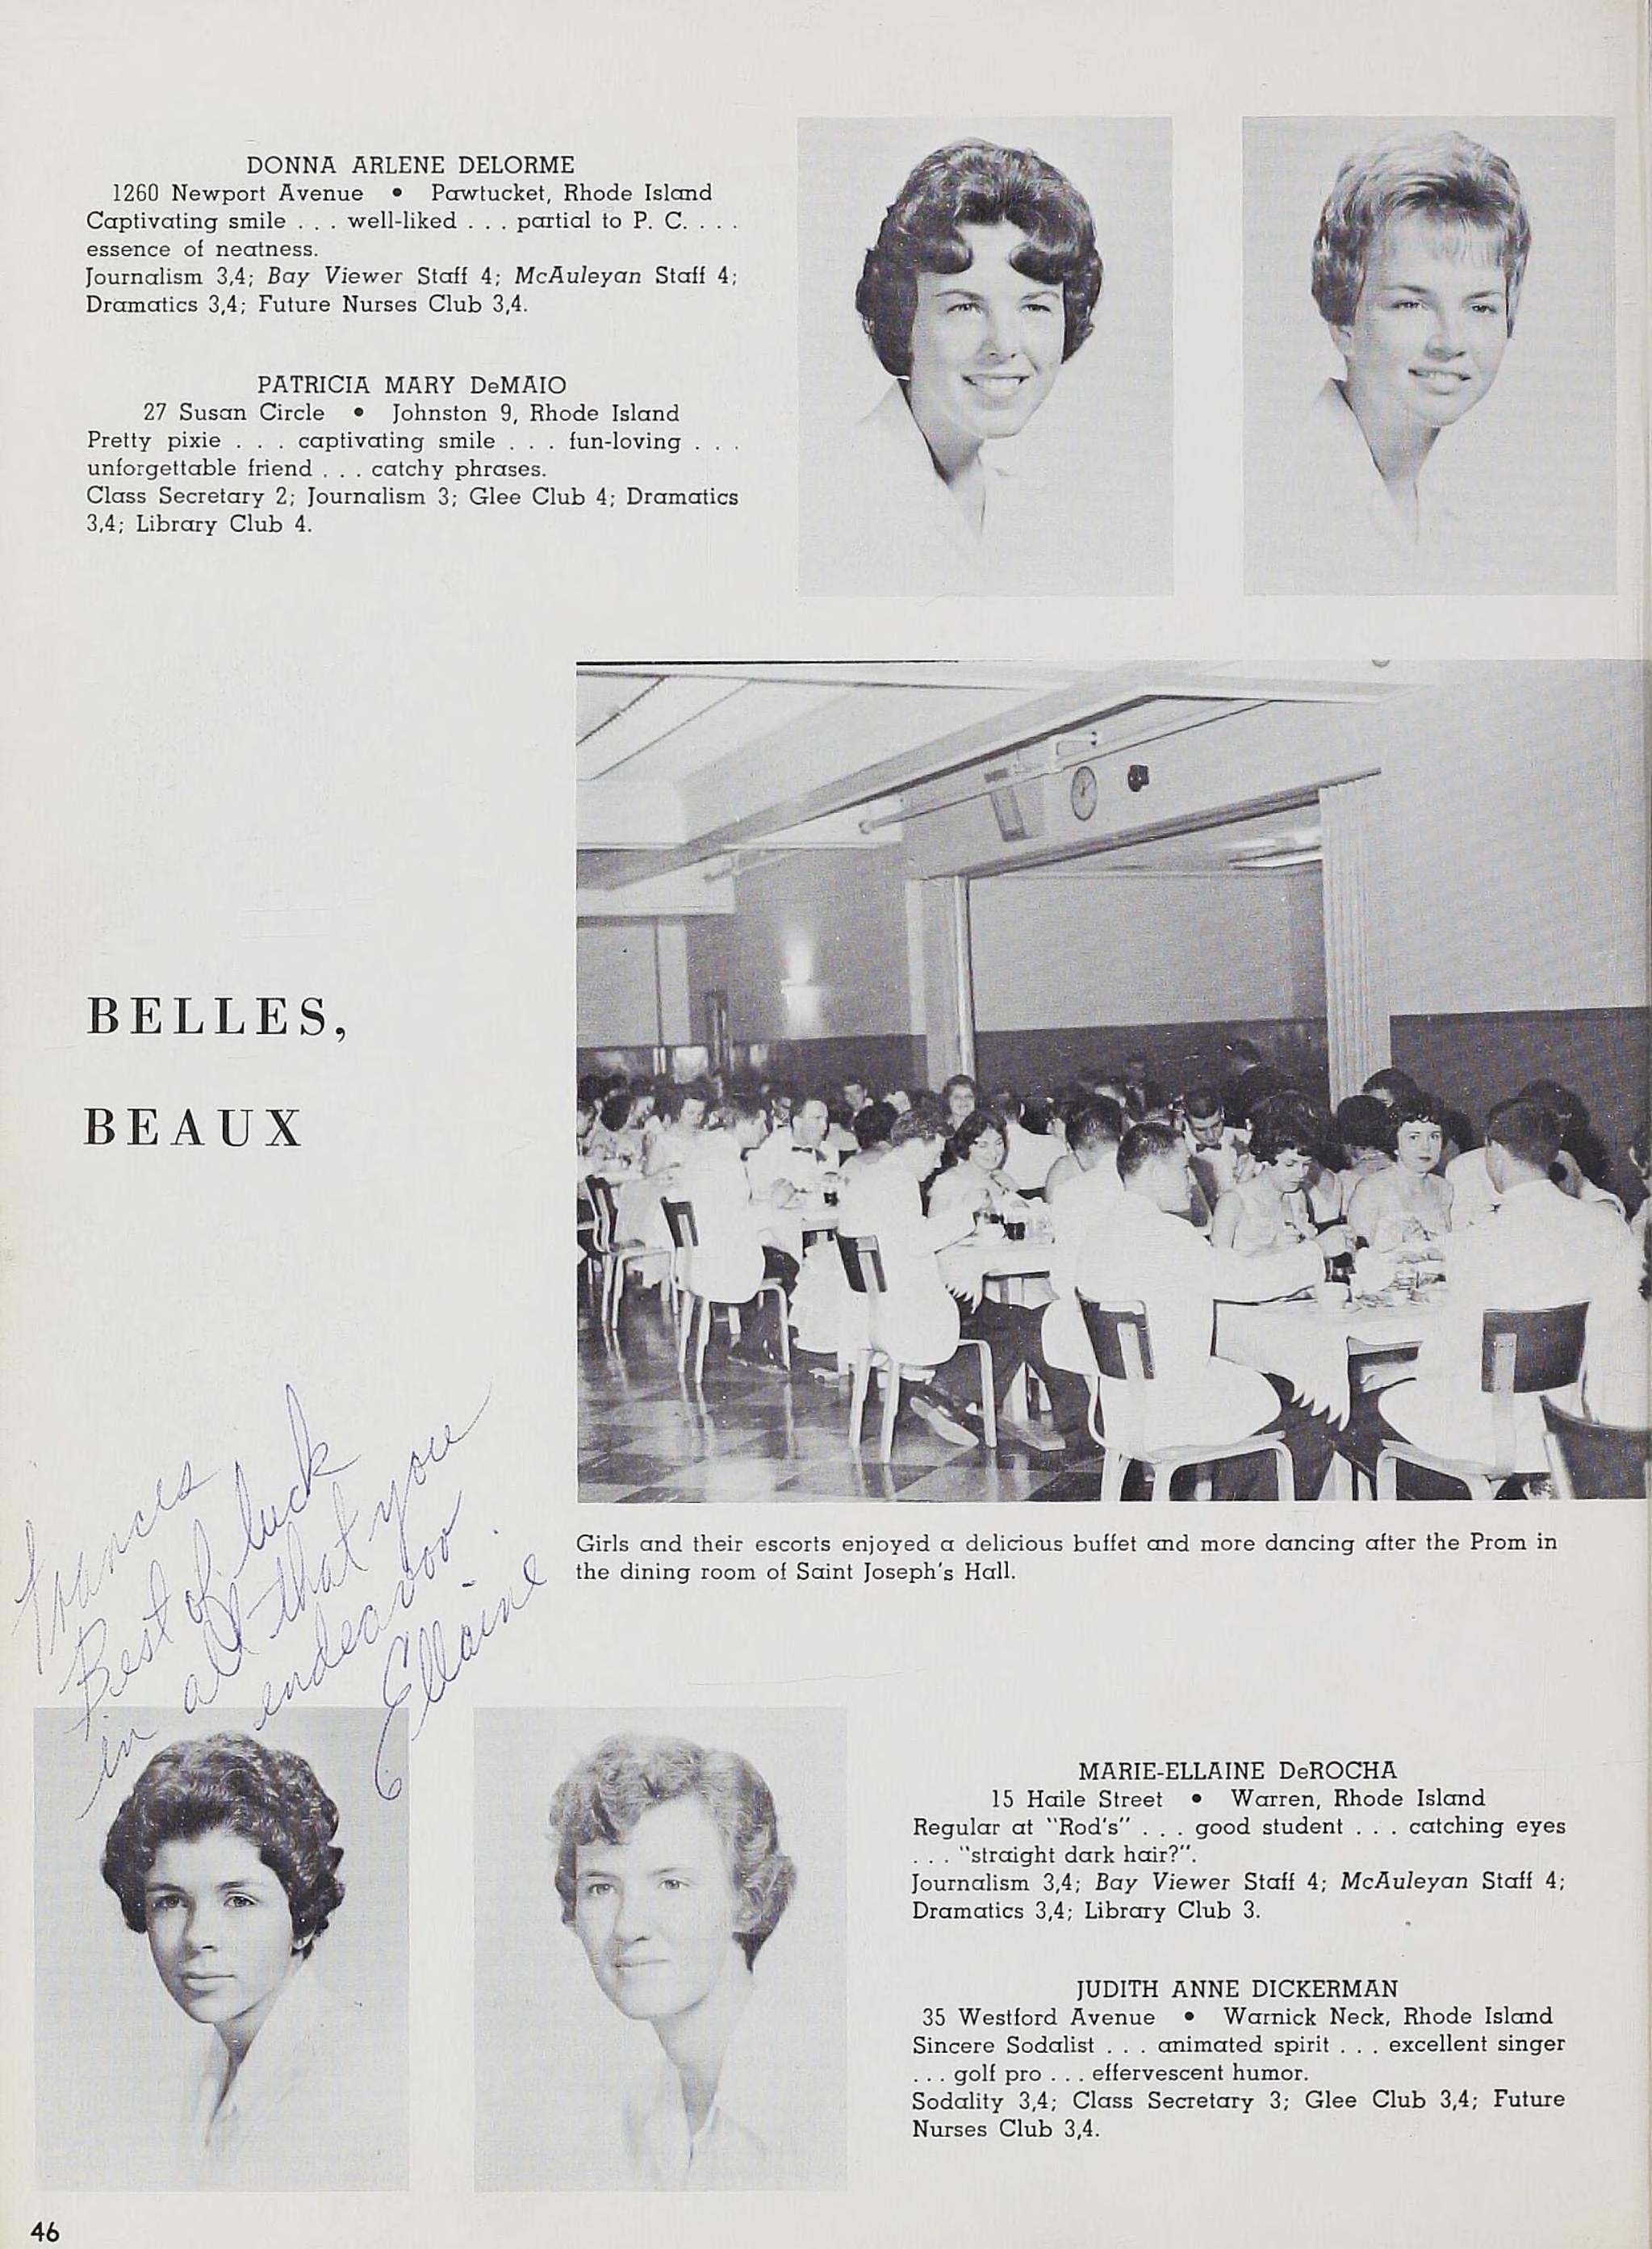 DONNA ARLENE DELORME
1260 Newport Avenue • Pawtucket, Rhode Island
Captivating smile . . . well-liked . . . partial to P. C. . . .
essence of neatness.
Journalism 3,4; Bay Viewer Staff 4; McAuleyan Staff 4;
Dramatics 3,4; Future Nurses Club 3,4.
PATRICIA MARY DeMAIO
27 Susan Circle • Johnston 9, Rhode Island
Pretty pixie . . . captivating smile . . . fun-loving . . .
unforgettable friend . . . catchy phrases.
Class Secretary 2; Journalism 3; Glee Club 4; Dramatics
3,4; Library Club 4.
BELLES,
BEAUX
Frances
Best of luck
in all that you
endeavoo
Ellaine
Girls and their escorts enjoyed a delicious buffet and more dancing after the Prom in
the dining room of Saint Joseph's Hall.
MARIE-ELLAINE DeROCHA
15 Haile Street • Warren, Rhode Island
Regular at "Rod's" . . . good student . . . catching eyes
. . . "straight dark hair?".
Journalism 3,4; Bay Viewer Staff 4; McAuleyan Staff 4;
Dramatics 3,4; Library Club 3.
JUDITH ANNE DICKERMAN
35 Westford Avenue • Warnick Neck, Rhode Island
Sincere Sodalist . . . animated spirit . . . excellent singer
. . . golf pro . . . effervescent humor.
Sodality 3,4; Class Secretary 3; Glee Club 3,4; Future
Nurses Club 3,4.
46